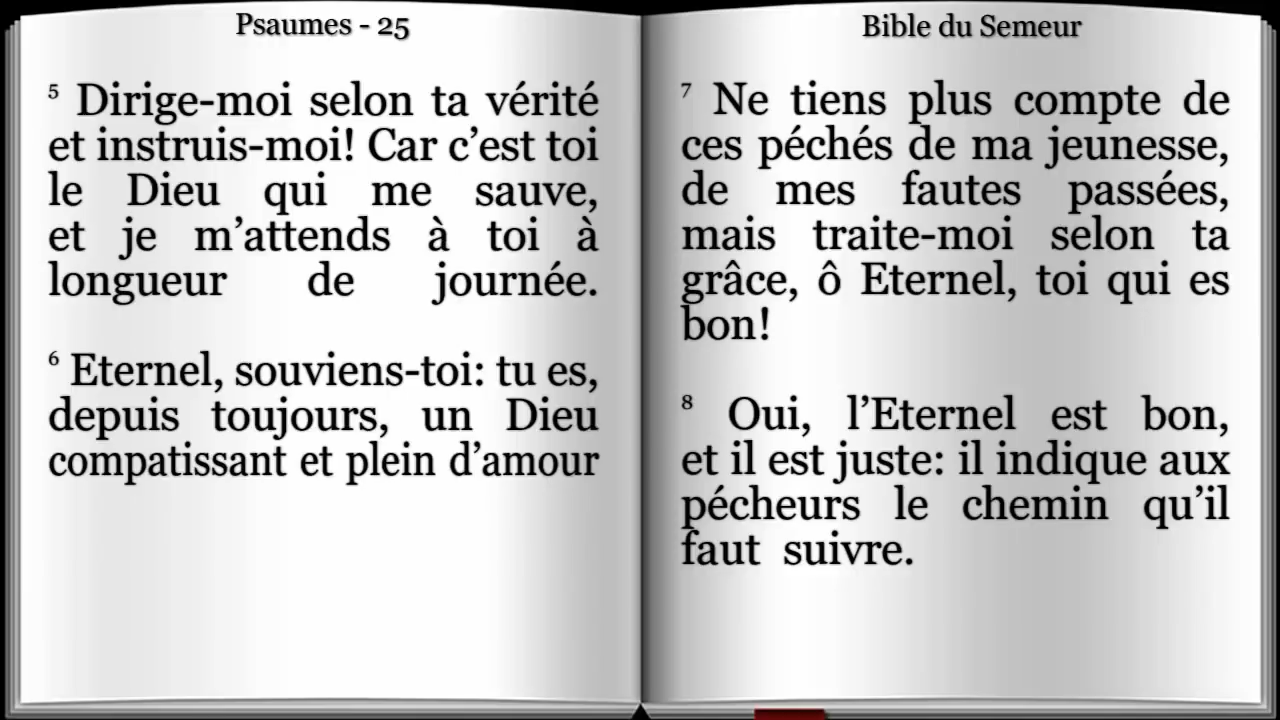 Psaumes - 25
5 Dirige-moi selon ta vérité
et instruis-moi! Car c’est toi
le Dieu qui me sauve,
et je m’attends à toi à
longueur de journée.
6 Eternel, souviens-toi: tu es,
depuis toujours, un Dieu
compatissant et plein d’amour
Bible du Semeur
7 Ne tiens plus compte de
ces péchés de ma jeunesse,
de mes fautes passées,
mais traite-moi selon ta
grâce, ô Eternel, toi qui es
bon!
8 Oui, l’Eternel est bon,
et il est juste: il indique aux
pécheurs le chemin qu’il
faut suivre.